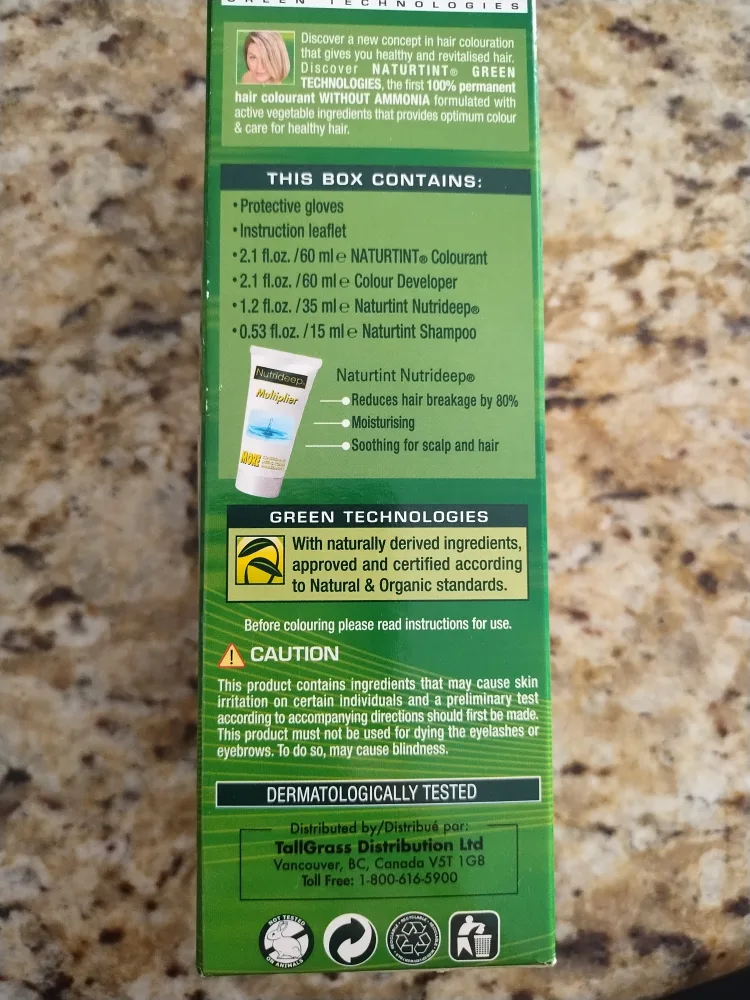 GREEN TECHNOLOGIES
Discover a new concept in hair colouration
that gives you healthy and revitalised hair.
Discover NATURTINT® GREEN
TECHNOLOGIES, the first 100% permanent
hair colourant WITHOUT AMMONIA formulated with
active vegetable ingredients that provides optimum colour
& care for healthy hair.
THIS BOX CONTAINS:
• Protective gloves
• Instruction leaflet
• 2.1 fl.oz. /60 ml ℮ NATURTINT® Colourant
• 2.1 fl.oz. /60 ml ℮ Colour Developer
• 1.2 fl.oz. /35 ml ℮ Naturtint Nutrideep®
• 0.53 fl.oz. /15 ml ℮ Naturtint Shampoo
Nutrideep
Multiplier
MORE
Naturtint Nutrideep®
Reduces hair breakage by 80%
Moisturising
Soothing for scalp and hair
GREEN TECHNOLOGIES
With naturally derived ingredients,
approved and certified according
to Natural & Organic standards.
Before colouring please read instructions for use.
CAUTION
This product contains ingredients that may cause skin
irritation on certain individuals and a preliminary test
according to accompanying directions should first be made.
This product must not be used for dying the eyelashes or
eyebrows. To do so, may cause blindness.
DERMATOLOGICALLY TESTED
Distributed by/Distribué par:
TallGrass Distribution Ltd
Vancouver, BC, Canada V5T 1G8
Toll Free: 1-800-616-5900
NOT TESTED
ON ANIMALS